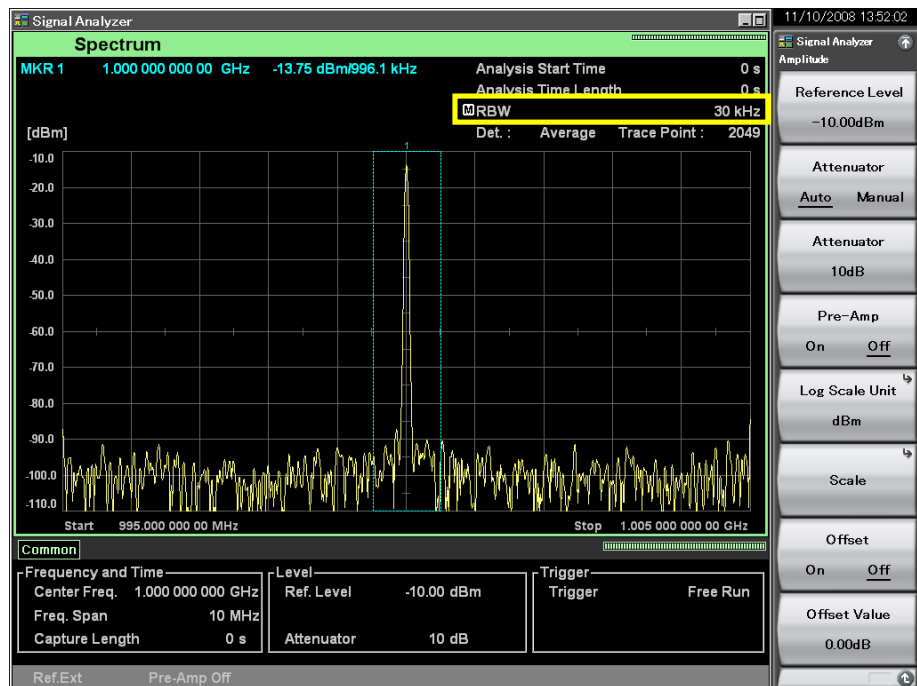 Signal Analyzer
11/10/2008 13:52:02
Spectrum
MKR 1 1.000 000 000 00 GHz -13.75 dBm/996.1 kHz
Analysis Start Time 0 s
Analysis Time Length 0 s
M RBW 30 kHz
Det. : Average Trace Point : 2049
[dBm]
1
-10.0
-20.0
-30.0
-40.0
-50.0
-60.0
-70.0
-80.0
-90.0
-100.0
-110.0
Start 995.000 000 00 MHz
Stop 1.005 000 000 00 GHz
Common
Frequency and Time
Center Freq. 1.000 000 000 GHz
Freq. Span 10 MHz
Capture Length 0 s
Level
Ref. Level -10.00 dBm
Attenuator 10 dB
Trigger
Trigger Free Run
Ref.Ext Pre-Amp Off
Signal Analyzer
Amplitude
Reference Level
-10.00dBm
Attenuator
Auto Manual
Attenuator
10dB
Pre-Amp
On Off
Log Scale Unit
dBm
Scale
Offset
On Off
Offset Value
0.00dB